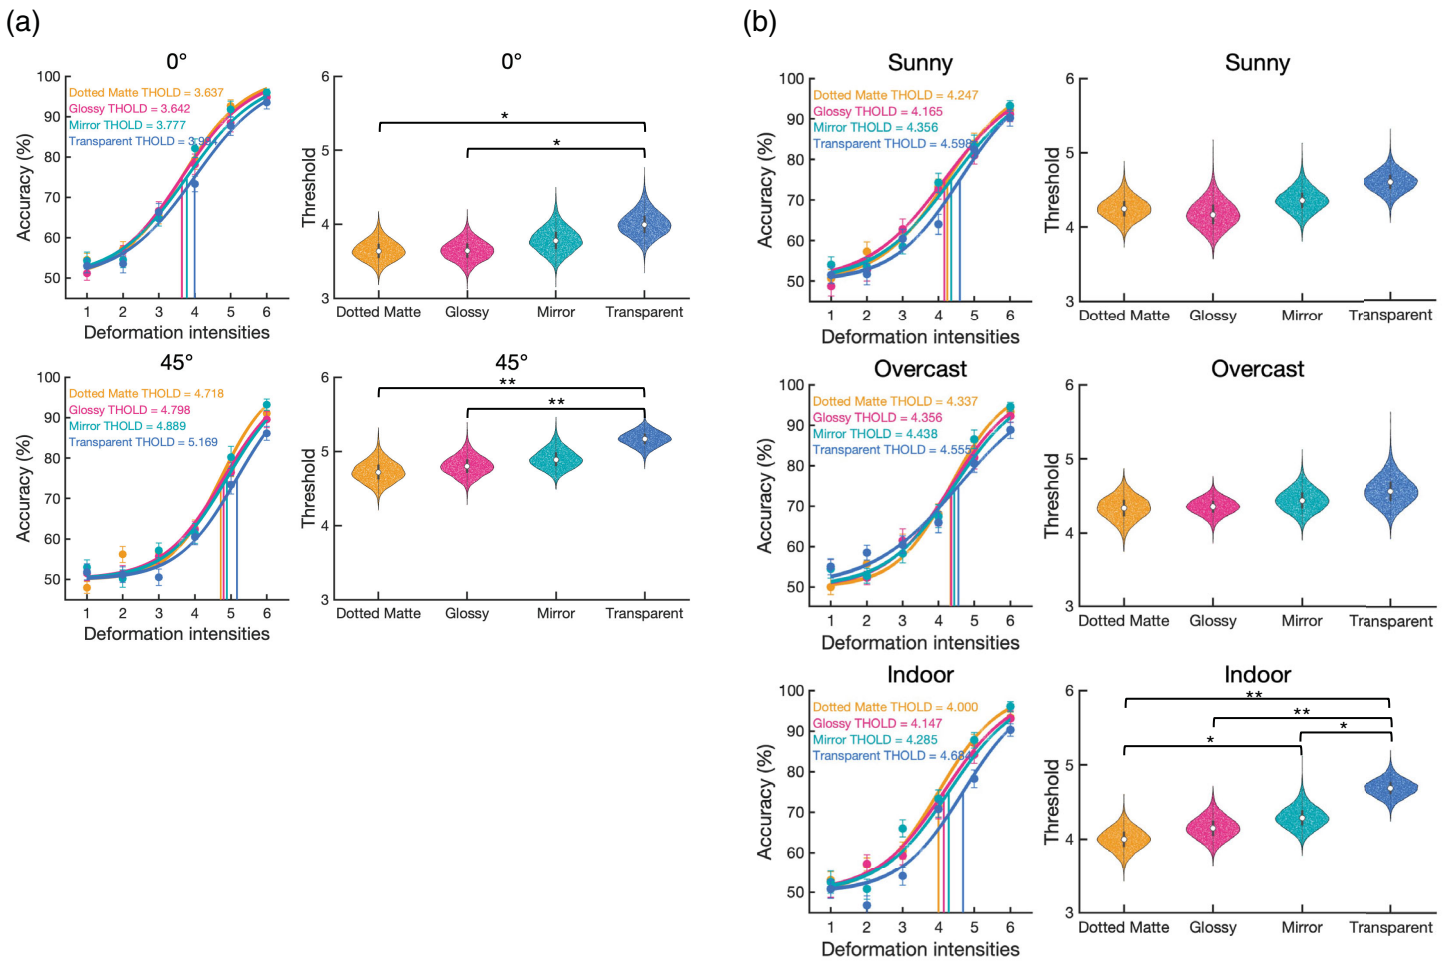 (a)
(b)
0°
100
90
80
70
60
50
Accuracy (%)
Dotted Matte THOLD = 3.637
Glossy THOLD = 3.642
Mirror THOLD = 3.777
Transparent THOLD =
1 2 3 4 5 6
Deformation intensities
0°
6
5
4
3
Threshold
*
*
Dotted Matte Glossy Mirror Transparent
45°
100
90
80
70
60
50
Accuracy (%)
Dotted Matte THOLD = 4.718
Glossy THOLD = 4.798
Mirror THOLD = 4.889
Transparent THOLD = 5.169
1 2 3 4 5 6
Deformation intensities
45°
6
5
4
3
Threshold
**
**
Dotted Matte Glossy Mirror Transparent
Sunny
100
90
80
70
60
50
Accuracy (%)
Dotted Matte THOLD = 4.247
Glossy THOLD = 4.165
Mirror THOLD = 4.356
Transparent THOLD = 4.598
1 2 3 4 5 6
Deformation intensities
Sunny
6
5
4
3
Threshold
Dotted Matte Glossy Mirror Transparent
Overcast
100
90
80
70
60
50
Accuracy (%)
Dotted Matte THOLD = 4.337
Glossy THOLD = 4.356
Mirror THOLD = 4.438
Transparent THOLD = 4.555
1 2 3 4 5 6
Deformation intensities
Overcast
6
5
4
3
Threshold
Dotted Matte Glossy Mirror Transparent
Indoor
100
90
80
70
60
50
Accuracy (%)
Dotted Matte THOLD = 4.000
Glossy THOLD = 4.147
Mirror THOLD = 4.285
Transparent THOLD = 4.684
1 2 3 4 5 6
Deformation intensities
Indoor
6
5
4
3
Threshold
**
**
*
*
Dotted Matte Glossy Mirror Transparent